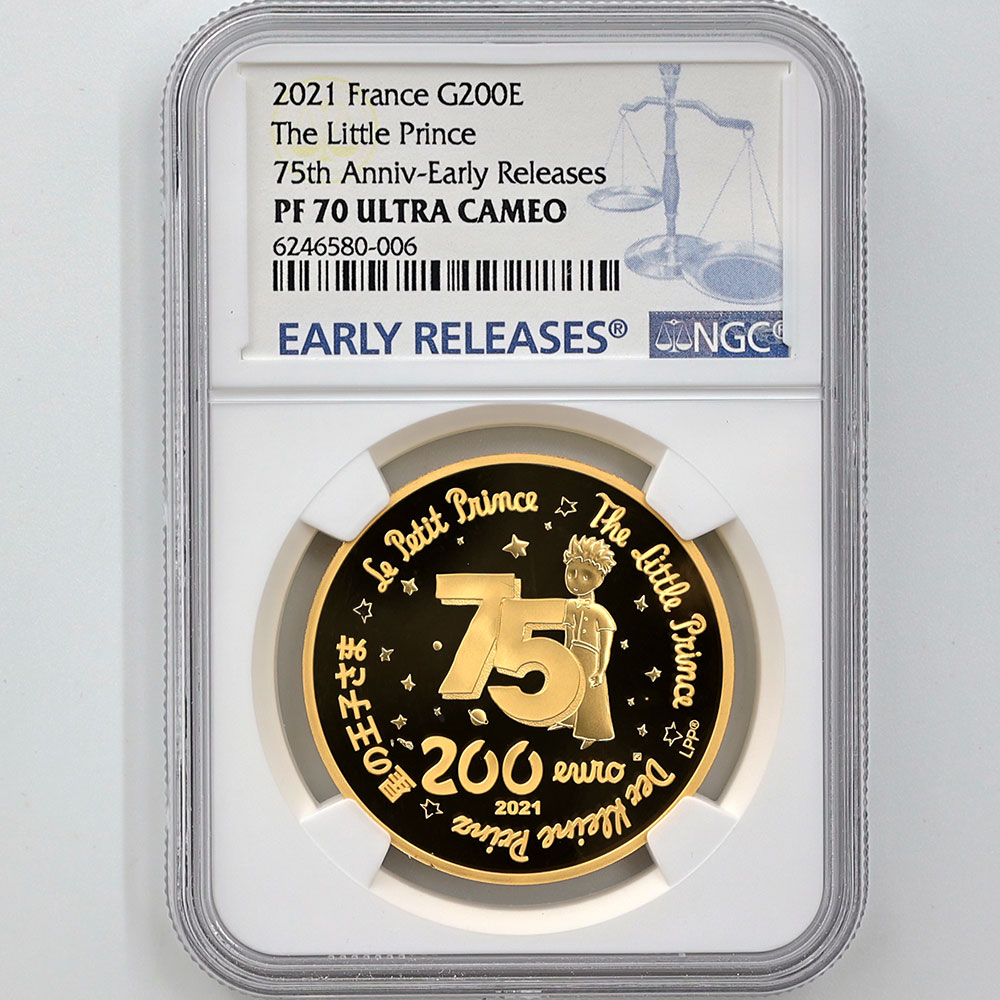 2021 France G200E
The Little Prince
75th Anniv-Early Releases
PF 70 ULTRA CAMEO
6246580-006
EARLY RELEASES®
NGC®
Le Petit Prince
The Little Prince
75
星の王子さま
LPP®
200 euro
2021
Der kleine Prinz